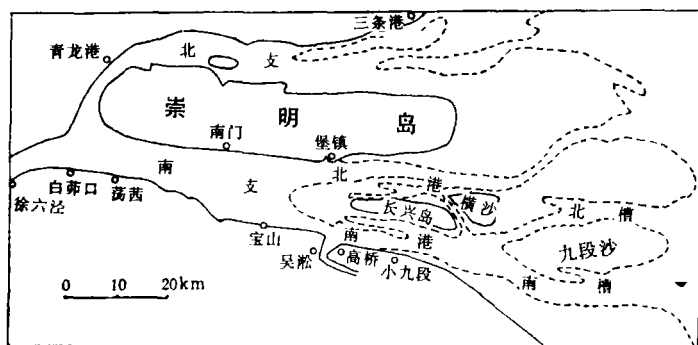 三条港
青龙港
北 支
崇 明 岛
南门
堡镇
南 支
北 港
白茆口
荡茜
徐六泾
长兴岛
横沙
北 槽
宝山
南 港
九段沙
吴淞
高桥
小九段
南 槽
0 10 20km